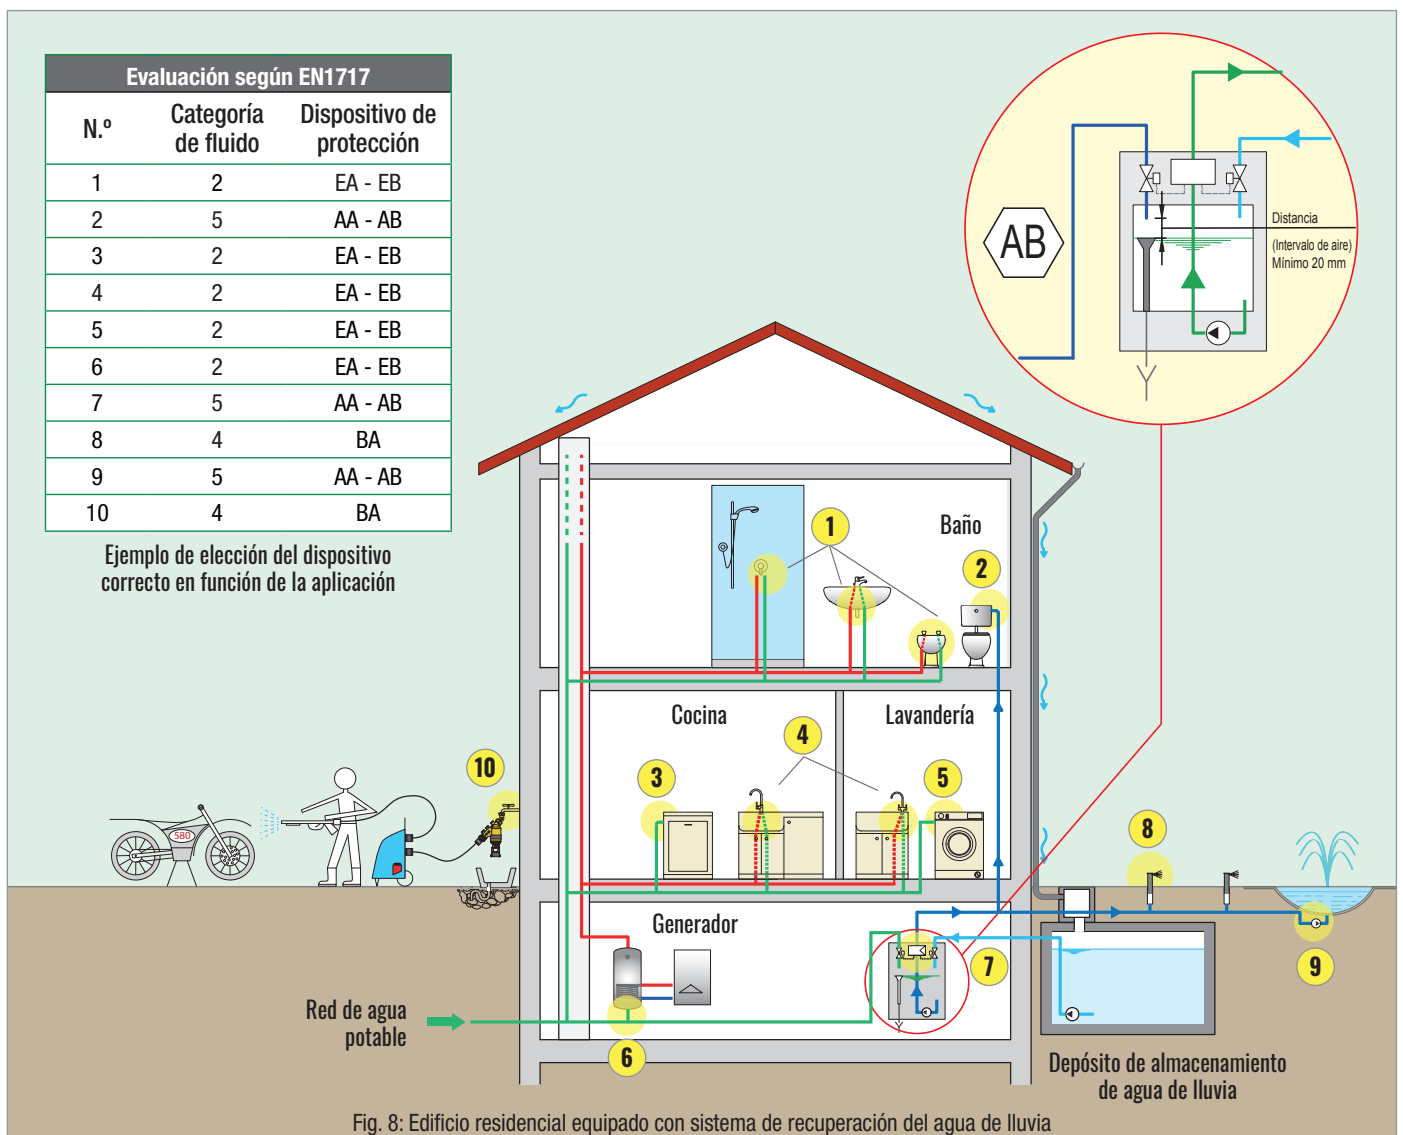 Evaluación según EN1717
N.º Categoría de fluido Dispositivo de protección
1 2 EA - EB
2 5 AA - AB
3 2 EA - EB
4 2 EA - EB
5 2 EA - EB
6 2 EA - EB
7 5 AA - AB
8 4 BA
9 5 AA - AB
10 4 BA
Ejemplo de elección del dispositivo
correcto en función de la aplicación
AB
Distancia
(Intervalo de aire)
Mínimo 20 mm
1
Baño
2
Cocina
4
Lavandería
10
3
5
580
8
Generador
7
9
Red de agua
potable
6
Depósito de almacenamiento
de agua de lluvia
Fig. 8: Edificio residencial equipado con sistema de recuperación del agua de lluvia